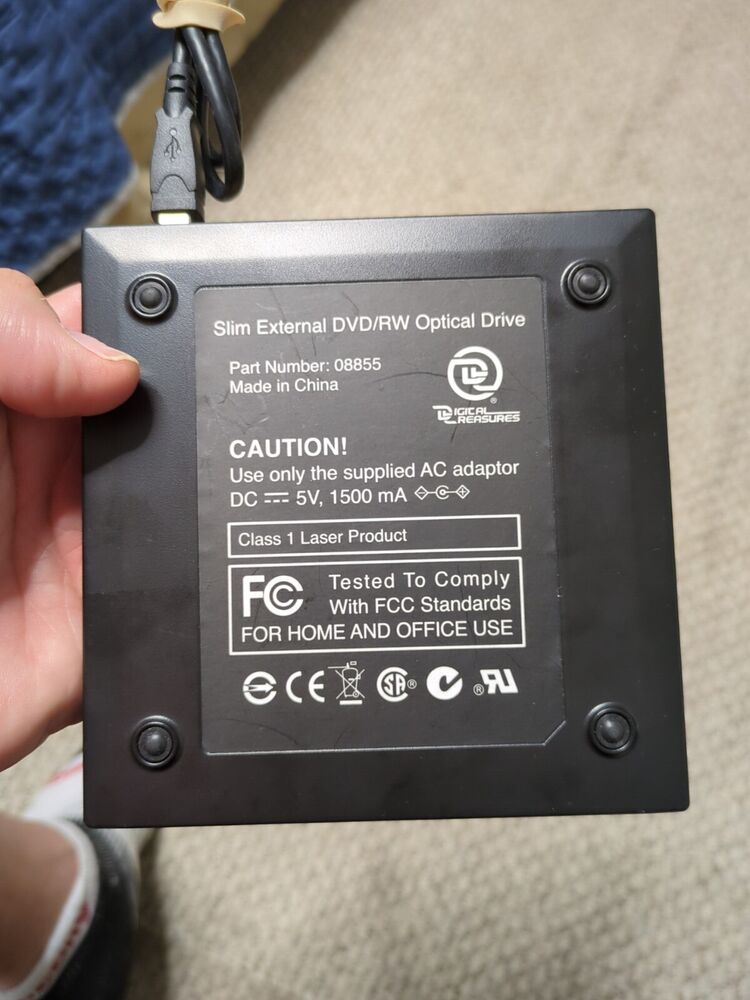 Slim External DVD/RW Optical Drive
Part Number: 08855
Made in China
®
DIGITAL
TREASURES
CAUTION!
Use only the supplied AC adaptor
DC 5V, 1500 mA
Class 1 Laser Product
FC Tested To Comply
With FCC Standards
FOR HOME AND OFFICE USE
CE SA® ®UR